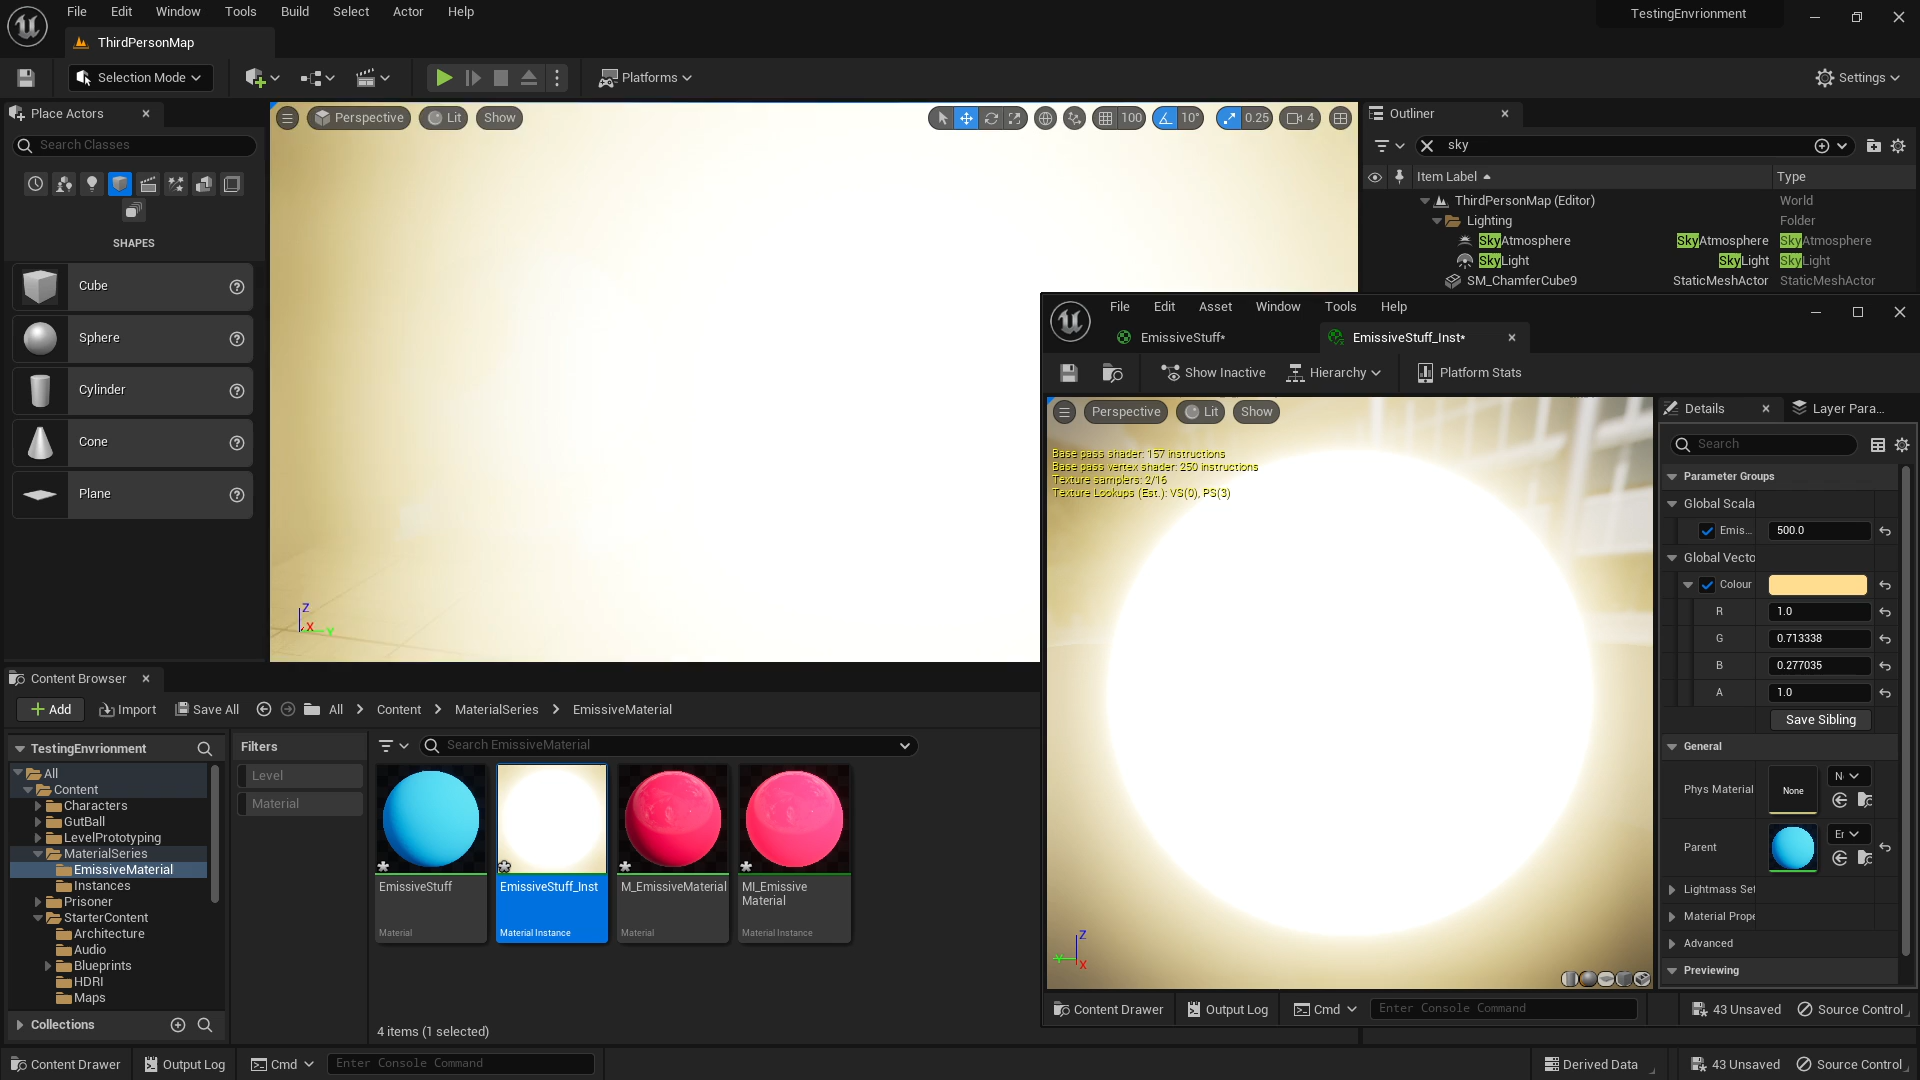 File Edit Window Tools Build Select Actor Help
TestingEnvrionment
ThirdPersonMap
Selection Mode
Platforms
Settings
Place Actors
Search Classes
SHAPES
Cube
Sphere
Cylinder
Cone
Plane
Perspective Lit Show
100 10° 0.25 4
Z
X
Y
Outliner
sky
Item Label Type
ThirdPersonMap (Editor) World
Lighting Folder
SkyAtmosphere SkyAtmosphere SkyAtmosphere
SkyLight SkyLight SkyLight
SM_ChamferCube9 StaticMeshActor StaticMeshActor
File Edit Asset Window Tools Help
EmissiveStuff* EmissiveStuff_Inst*
Show Inactive Hierarchy Platform Stats
Perspective Lit Show
Base pass shader: 157 instructions
Base pass vertex shader: 250 instructions
Texture samplers: 2/16
Texture Lookups (Est.): VS(0), PS(3)
Z
Y
X
Details Layer Para...
Search
Parameter Groups
Global Scala
Emis... 500.0
Global Vecto
Colour
R 1.0
G 0.713338
B 0.277035
A 1.0
Save Sibling
General
Phys Material None N
Parent Er
Lightmass Set
Material Prope
Advanced
Previewing
Content Drawer Output Log Cmd Enter Console Command 43 Unsaved Source Control
Content Browser
Add Import Save All All Content MaterialSeries EmissiveMaterial
TestingEnvrionment
All
Content
Characters
GutBall
LevelPrototyping
MaterialSeries
EmissiveMaterial
Instances
Prisoner
StarterContent
Architecture
Audio
Blueprints
HDRI
Maps
Collections
Filters
Level
Material
Search EmissiveMaterial
EmissiveStuff
Material
EmissiveStuff_Inst
Material Instance
M_EmissiveMaterial
Material
MI_Emissive
Material
Material Instance
4 items (1 selected)
Content Drawer Output Log Cmd Enter Console Command Derived Data 43 Unsaved Source Control